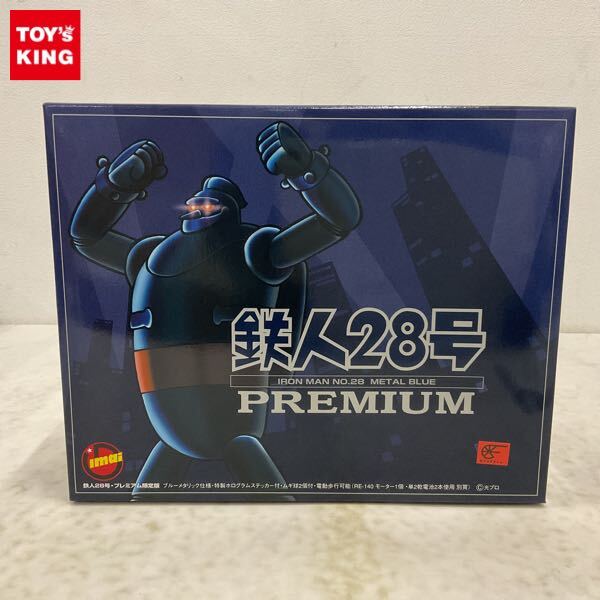 TOY's
KING
鉄人28号
IRON MAN NO.28 METAL BLUE
PREMIUM
imai
鉄人28号・プレミアム限定版 ブルーメタリック仕様・特製ホログラムステッカー付・ムギ球2個付・電動歩行可能(RE-140 モーター1個・単2乾電池2本使用 別買) Ⓒ光プロ